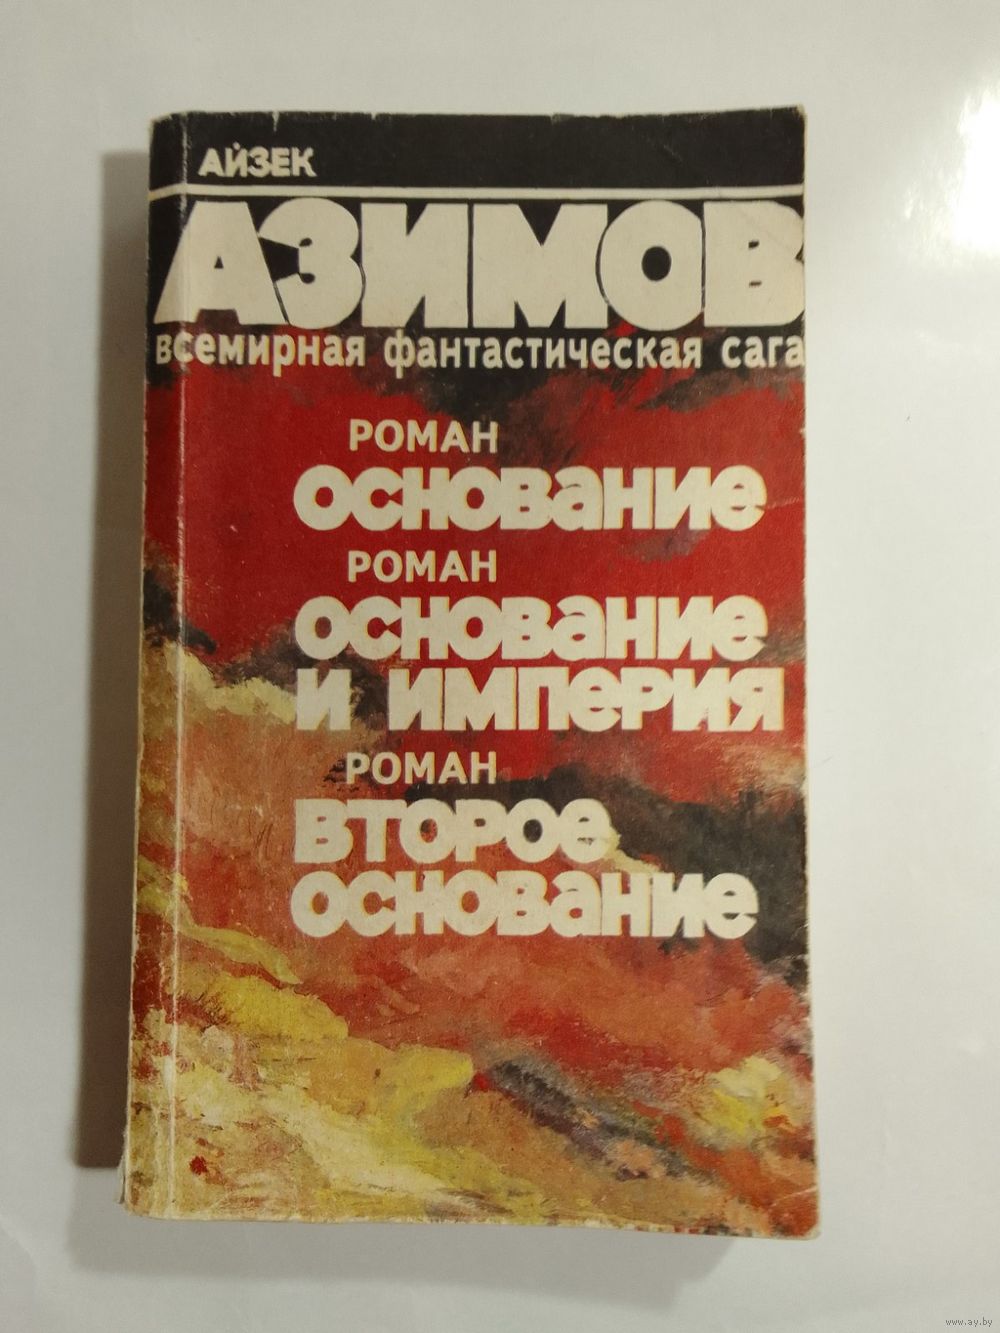 АЙЗЕК
АЗИМОВ
всемирная фантастическая сага
РОМАН
ОСНОВАНИЕ
РОМАН
ОСНОВАНИЕ
И ИМПЕРИЯ
РОМАН
ВТОРОЕ
ОСНОВАНИЕ
www.ay.by